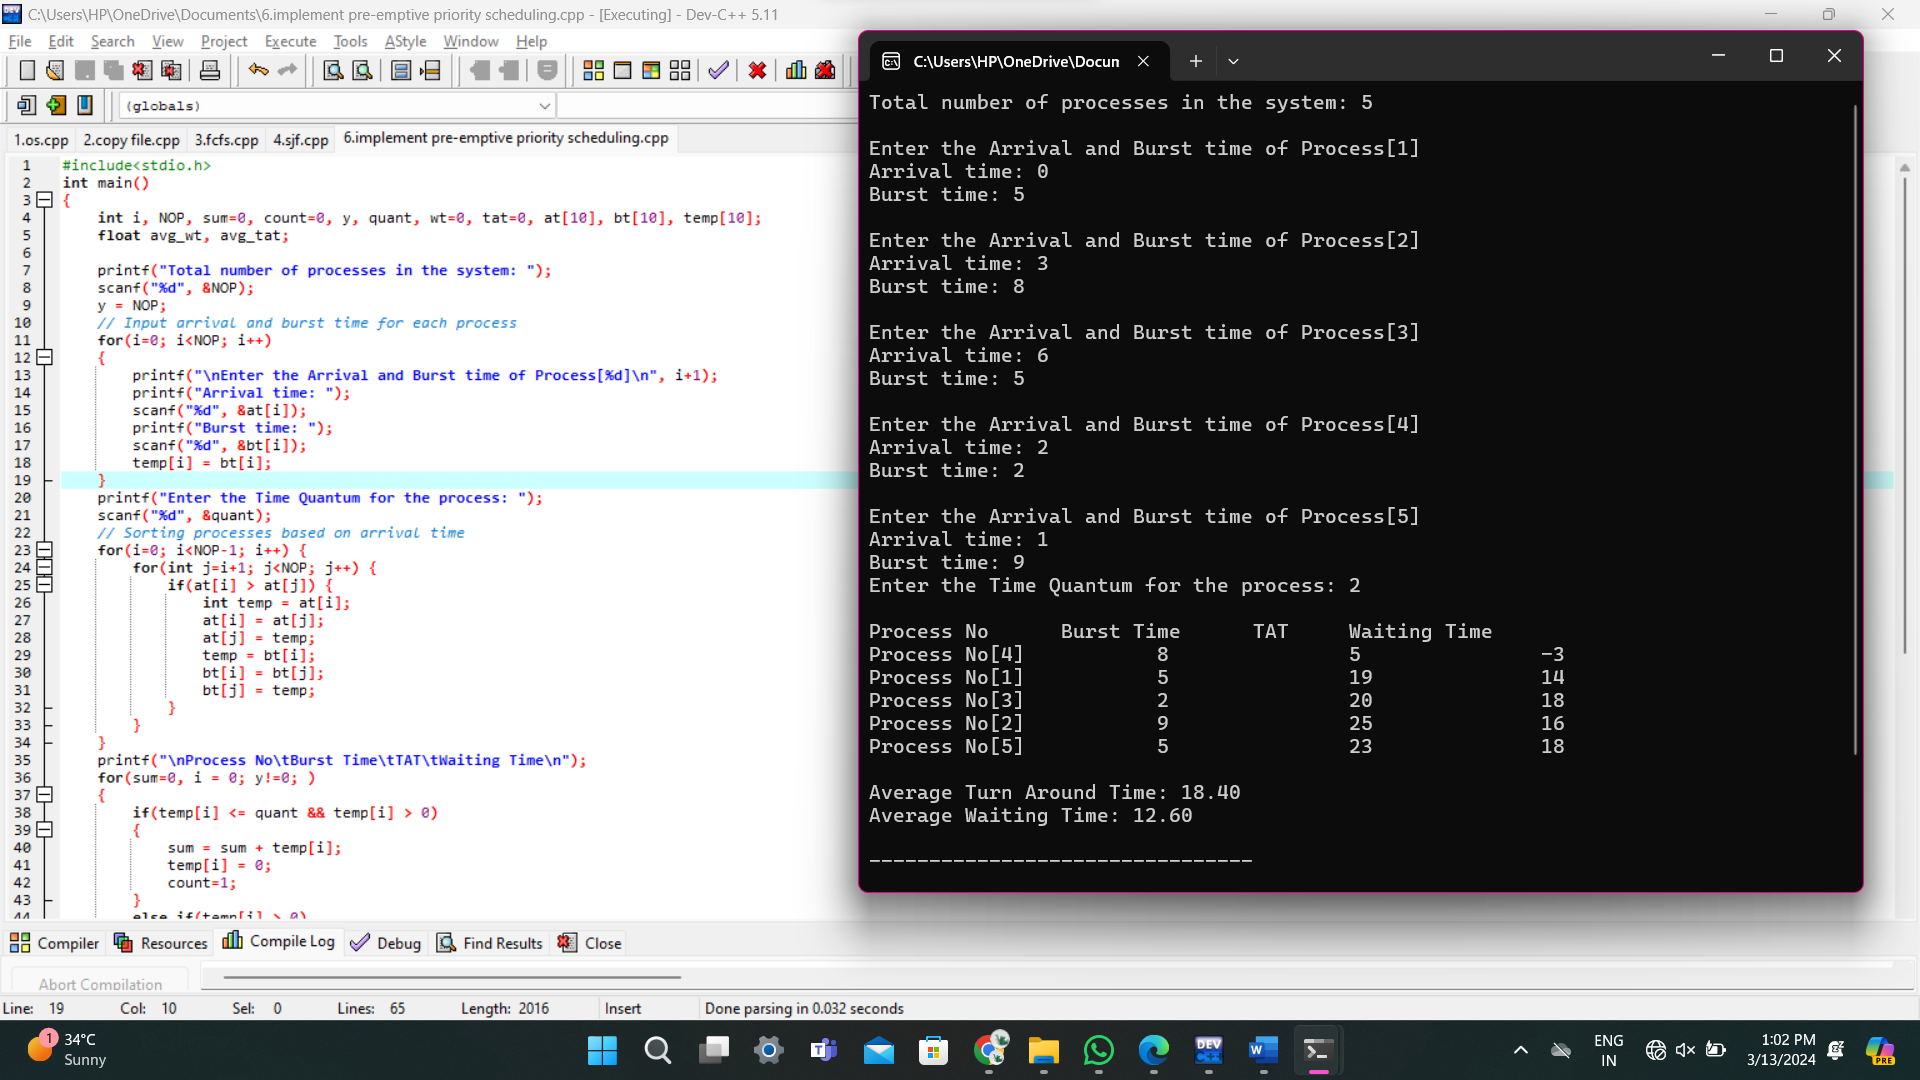 C:\Users\HP\OneDrive\Documents\6.implement pre-emptive priority scheduling.cpp - [Executing] - Dev-C++ 5.11
File Edit Search View Project Execute Tools AStyle Window Help
(globals)
1.os.cpp 2.copy file.cpp 3.fcfs.cpp 4.sjf.cpp 6.implement pre-emptive priority scheduling.cpp
1 #include<stdio.h>
2 int main()
3 {
4 int i, NOP, sum=0, count=0, y, quant, wt=0, tat=0, at[10], bt[10], temp[10];
5 float avg_wt, avg_tat;
6
7 printf("Total number of processes in the system: ");
8 scanf("%d", &NOP);
9 y = NOP;
10 // Input arrival and burst time for each process
11 for(i=0; i<NOP; i++)
12 {
13 printf("\nEnter the Arrival and Burst time of Process[%d]\n", i+1);
14 printf("Arrival time: ");
15 scanf("%d", &at[i]);
16 printf("Burst time: ");
17 scanf("%d", &bt[i]);
18 temp[i] = bt[i];
19 }
20 printf("Enter the Time Quantum for the process: ");
21 scanf("%d", &quant);
22 // Sorting processes based on arrival time
23 for(i=0; i<NOP-1; i++) {
24 for(int j=i+1; j<NOP; j++) {
25 if(at[i] > at[j]) {
26 int temp = at[i];
27 at[i] = at[j];
28 at[j] = temp;
29 temp = bt[i];
30 bt[i] = bt[j];
31 bt[j] = temp;
32 }
33 }
34 }
35 printf("\nProcess No\tBurst Time\tTAT\tWaiting Time\n");
36 for(sum=0, i = 0; y!=0; )
37 {
38 if(temp[i] <= quant && temp[i] > 0)
39 {
40 sum = sum + temp[i];
41 temp[i] = 0;
42 count=1;
43 }
44 else if(temp[i] > 0)
C:\Users\HP\OneDrive\Docun
Total number of processes in the system: 5
Enter the Arrival and Burst time of Process[1]
Arrival time: 0
Burst time: 5
Enter the Arrival and Burst time of Process[2]
Arrival time: 3
Burst time: 8
Enter the Arrival and Burst time of Process[3]
Arrival time: 6
Burst time: 5
Enter the Arrival and Burst time of Process[4]
Arrival time: 2
Burst time: 2
Enter the Arrival and Burst time of Process[5]
Arrival time: 1
Burst time: 9
Enter the Time Quantum for the process: 2
Process No Burst Time TAT Waiting Time
Process No[4] 8 5 -3
Process No[1] 5 19 14
Process No[3] 2 20 18
Process No[2] 9 25 16
Process No[5] 5 23 18
Average Turn Around Time: 18.40
Average Waiting Time: 12.60
--------------------------------
Compiler Resources Compile Log Debug Find Results Close
Abort Compilation
Line: 19 Col: 10 Sel: 0 Lines: 65 Length: 2016 Insert Done parsing in 0.032 seconds
1 34°C
Sunny
DEV
ENG
IN
1:02 PM
3/13/2024
PRE